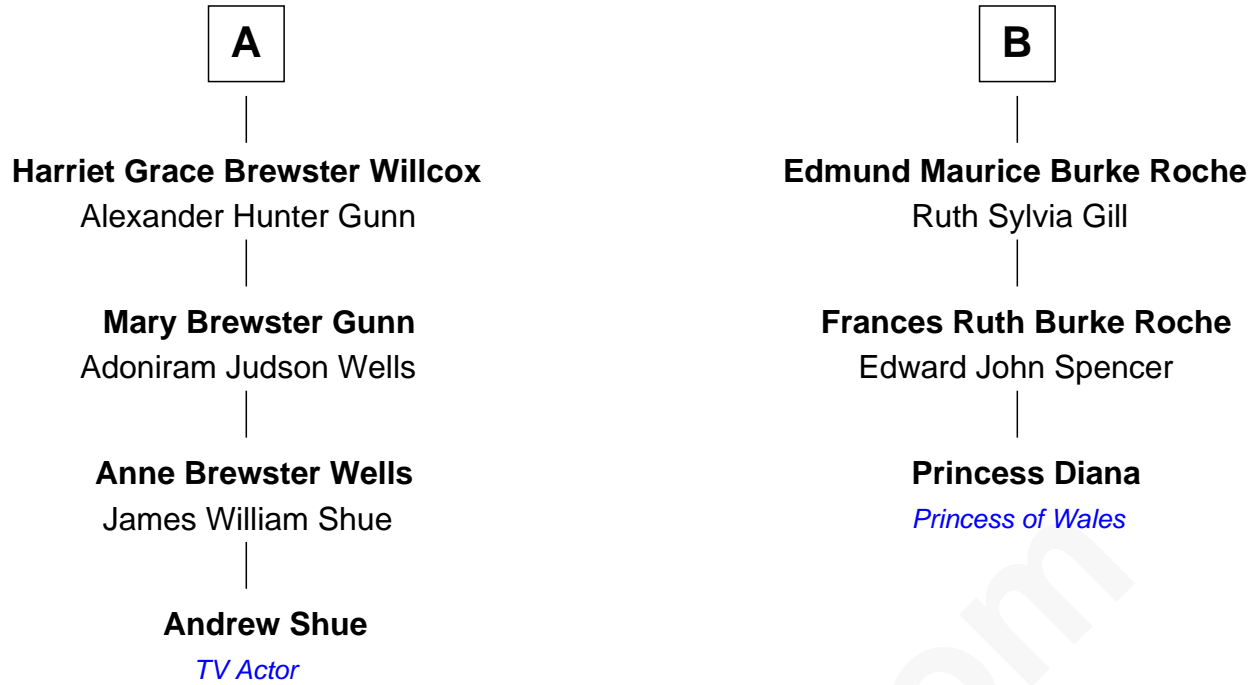 A
Harriet Grace Brewster Willcox
Alexander Hunter Gunn
Mary Brewster Gunn
Adoniram Judson Wells
Anne Brewster Wells
James William Shue
Andrew Shue
TV Actor
B
Edmund Maurice Burke Roche
Ruth Sylvia Gill
Frances Ruth Burke Roche
Edward John Spencer
Princess Diana
Princess of Wales
om